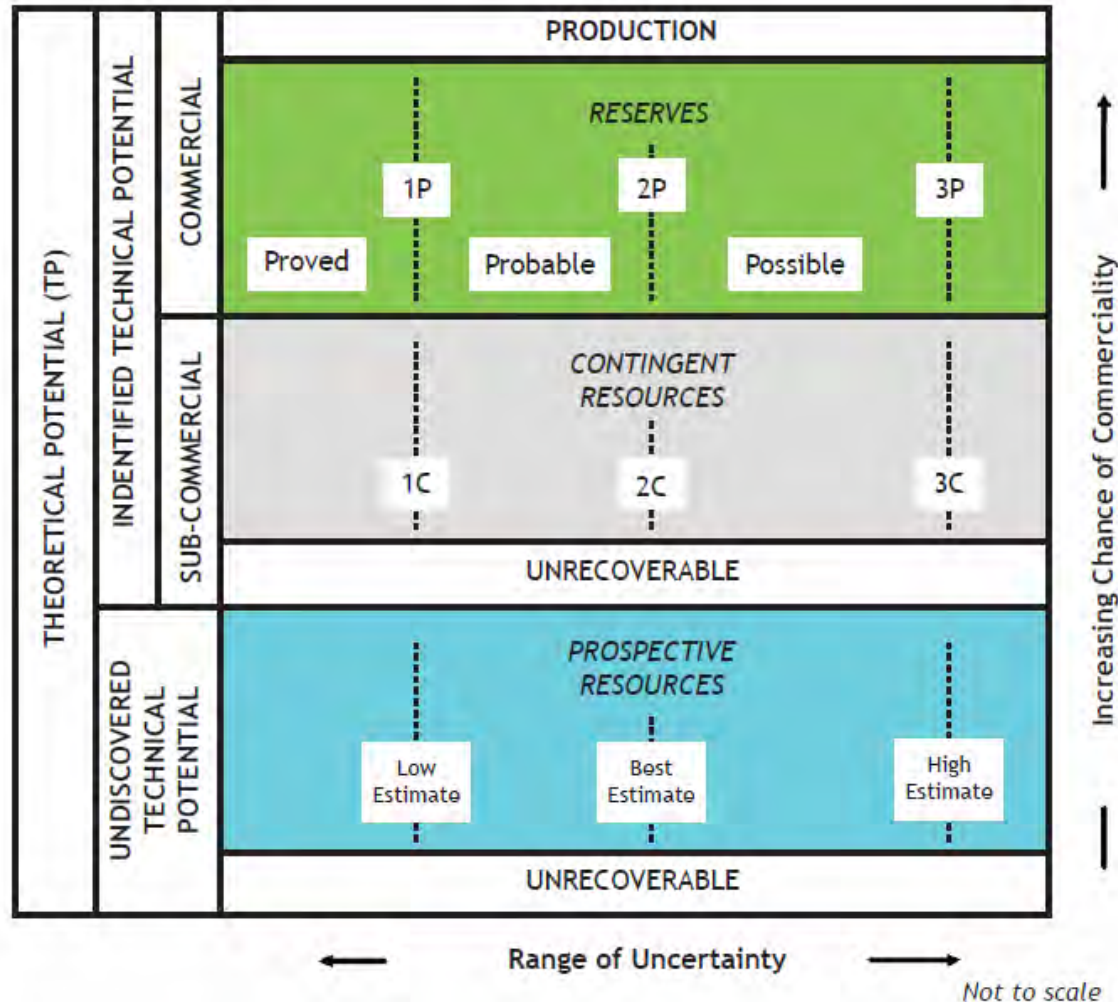 THEORETICAL POTENTIAL (TP)
INDENTIFIED TECHNICAL POTENTIAL
COMMERCIAL
PRODUCTION
RESERVES
1P
2P
3P
Proved
Probable
Possible
SUB-COMMERCIAL
CONTINGENT
RESOURCES
1C
2C
3C
UNRECOVERABLE
UNDISCOVERED
TECHNICAL
POTENTIAL
PROSPECTIVE
RESOURCES
Low
Estimate
Best
Estimate
High
Estimate
UNRECOVERABLE
Increasing Chance of Commerciality
Range of Uncertainty
Not to scale